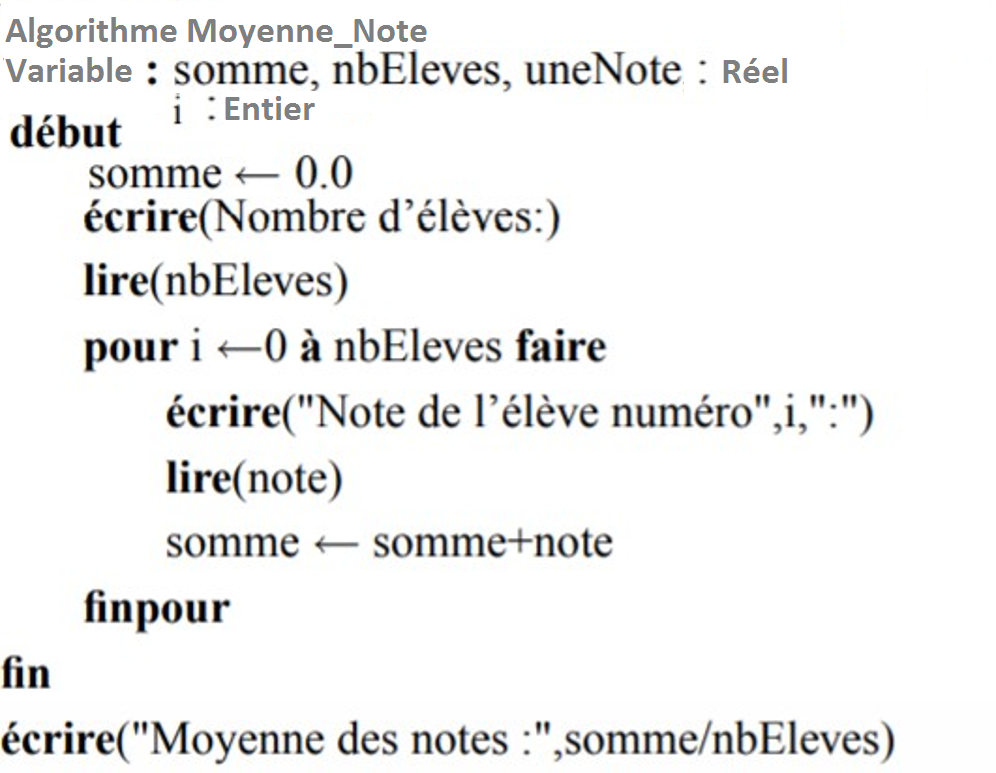 Algorithme Moyenne_Note
Variable : somme, nbEleves, uneNote : Réel
i : Entier
début
somme ← 0.0
écrire(Nombre d’élèves:)
lire(nbEleves)
pour i ←0 à nbEleves faire
écrire("Note de l’élève numéro",i,":")
lire(note)
somme ← somme+note
finpour
fin
écrire("Moyenne des notes :",somme/nbEleves)